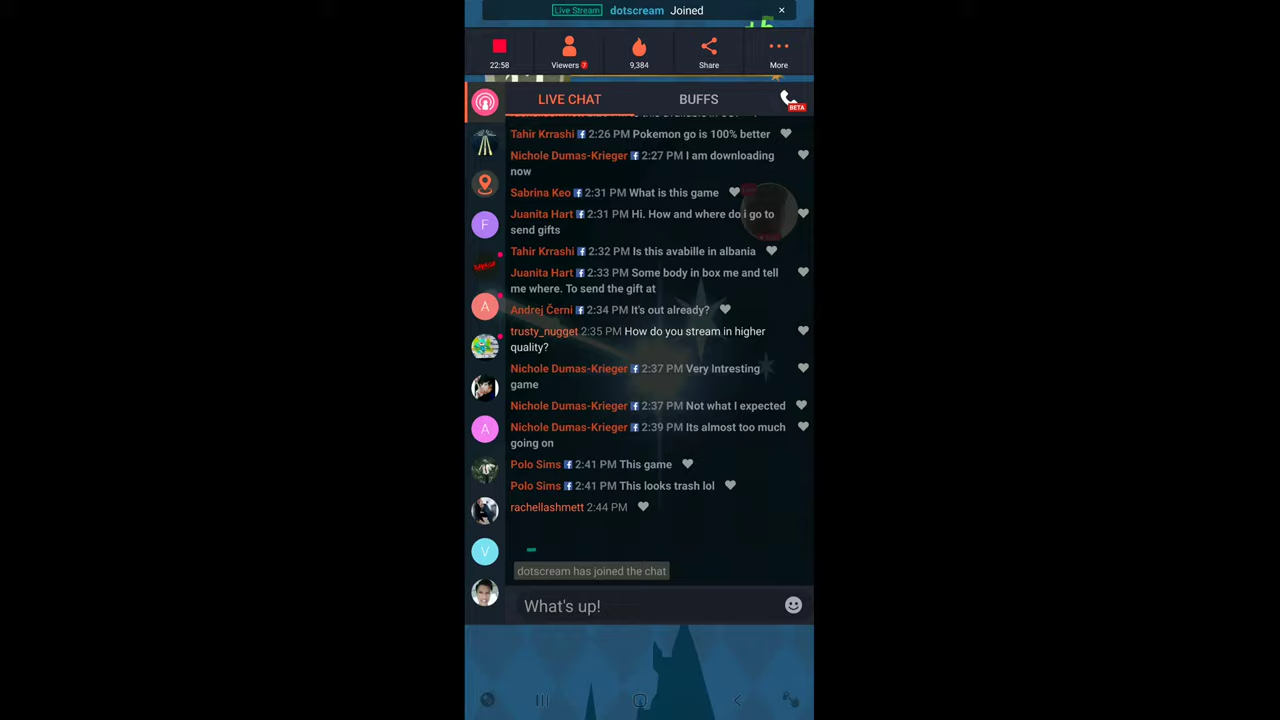 Live Stream dotscream Joined ×
22:58 Viewers 7 9,384 Share More
LIVE CHAT BUFFS BETA
Tahir Krrashi 2:26 PM Pokemon go is 100% better
Nichole Dumas-Krieger 2:27 PM I am downloading
now
Sabrina Keo 2:31 PM What is this game
Juanita Hart 2:31 PM Hi. How and where do i go to
send gifts
Tahir Krrashi 2:32 PM Is this avabille in albania
Juanita Hart 2:33 PM Some body in box me and tell
me where. To send the gift at
Andrej Černi 2:34 PM It's out already?
trusty_nugget 2:35 PM How do you stream in higher
quality?
Nichole Dumas-Krieger 2:37 PM Very Intresting
game
Nichole Dumas-Krieger 2:37 PM Not what I expected
Nichole Dumas-Krieger 2:39 PM Its almost too much
going on
Polo Sims 2:41 PM This game
Polo Sims 2:41 PM This looks trash lol
rachellashmett 2:44 PM
dotscream has joined the chat
What's up!
F
A
A
V